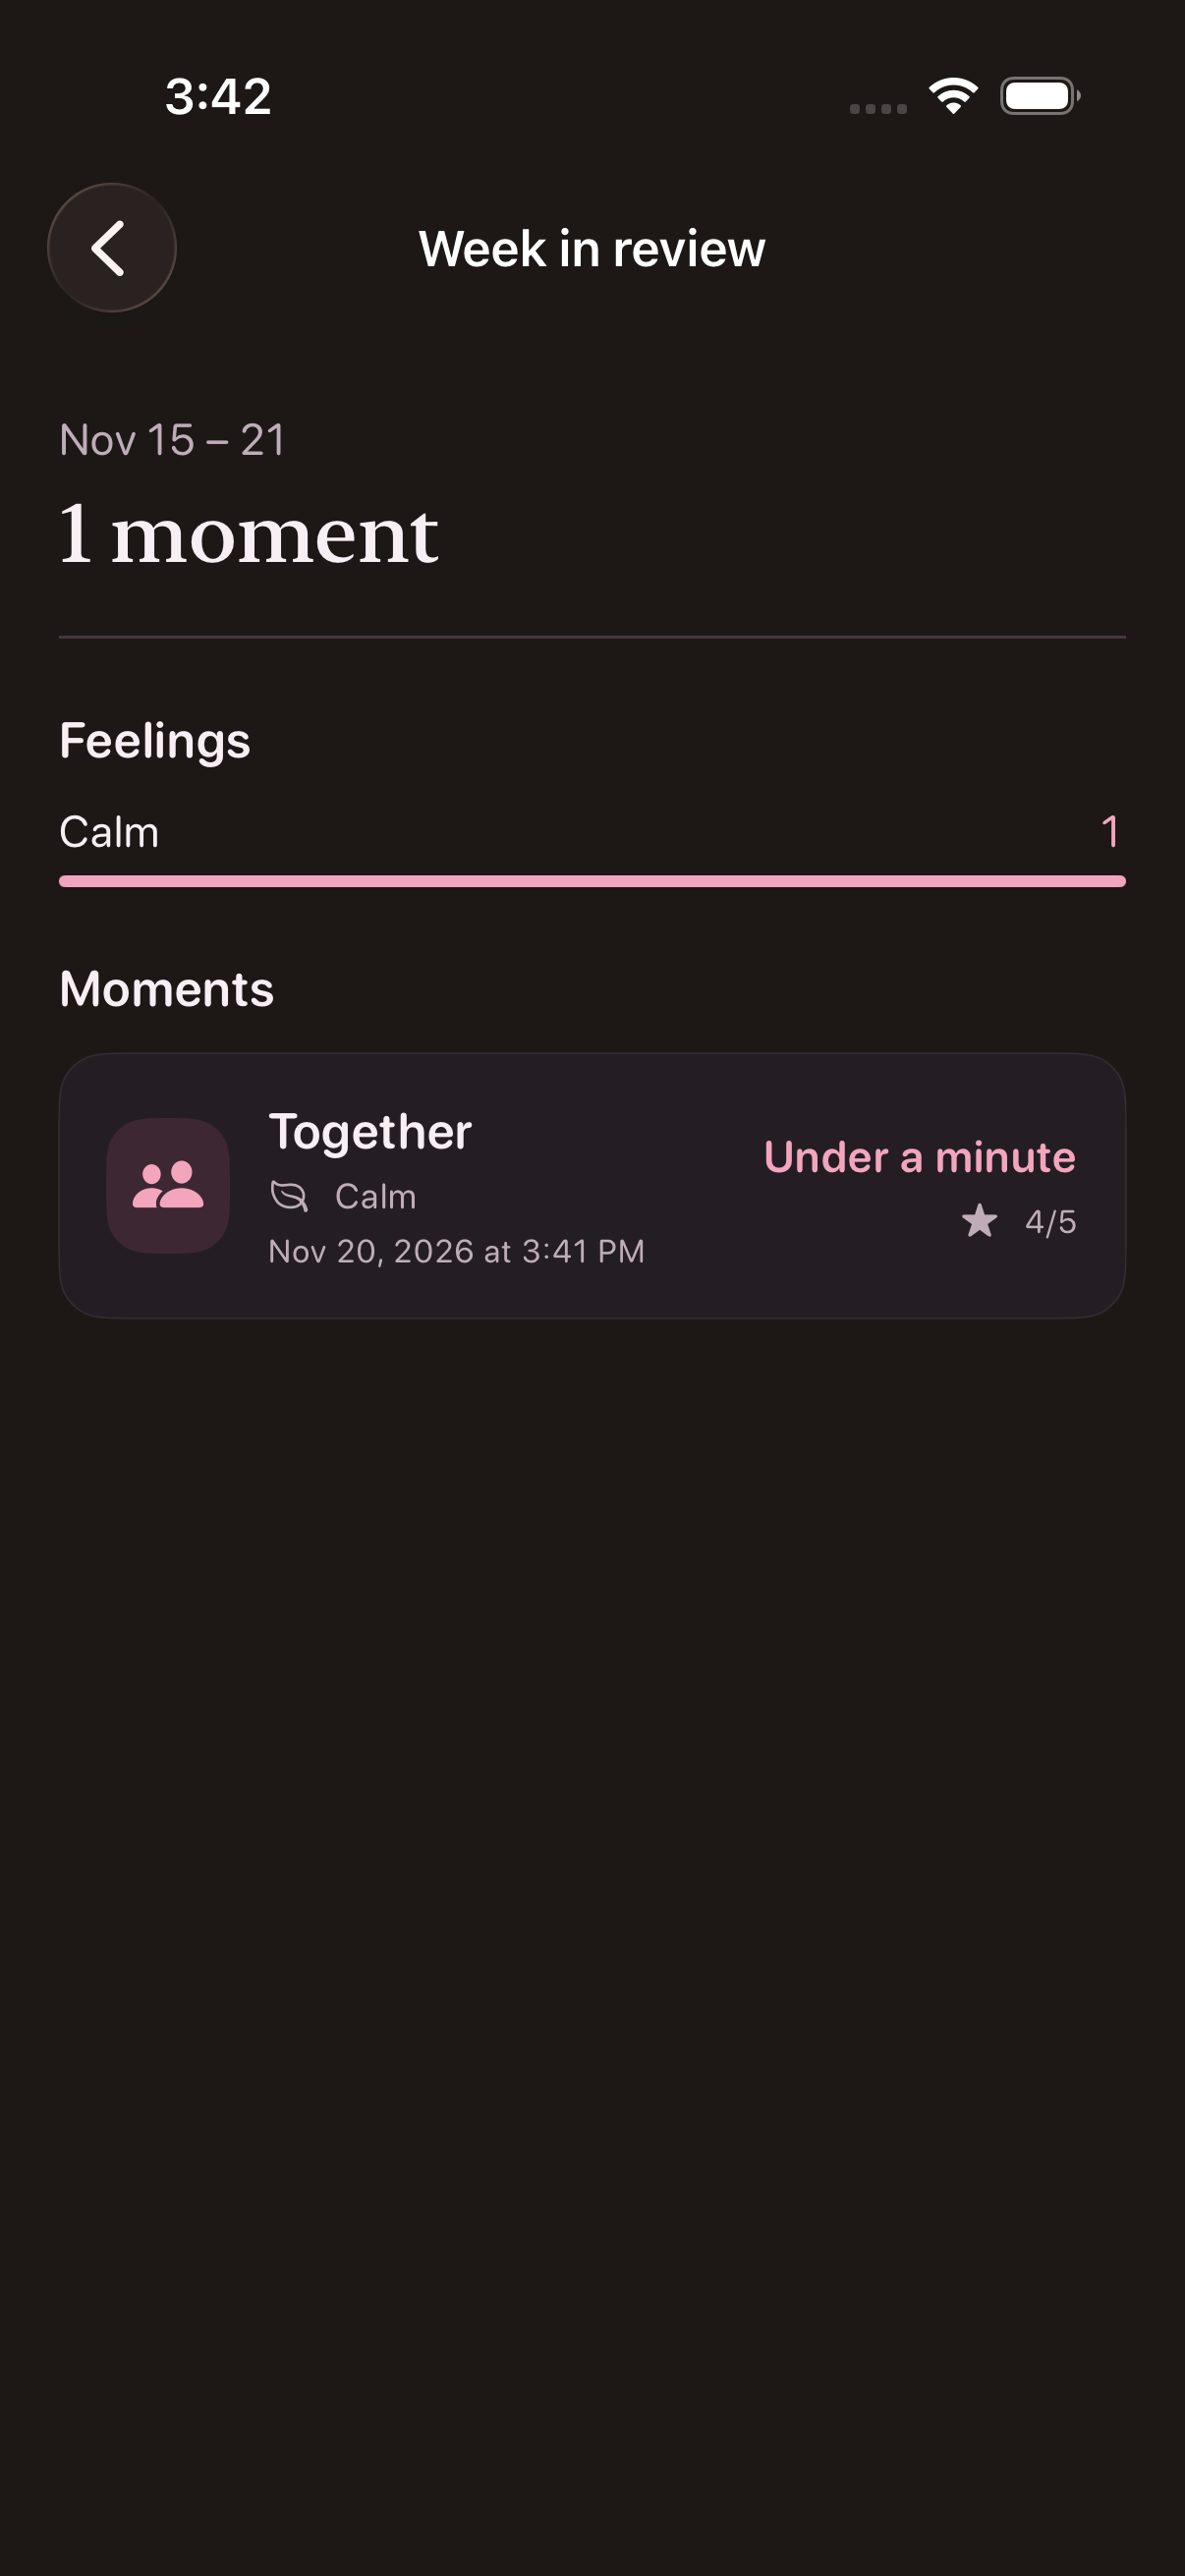 3:42
Week in review
Nov 15 – 21
1 moment
Feelings
Calm 1
Moments
Together
Under a minute
Calm
4/5
Nov 20, 2026 at 3:41 PM